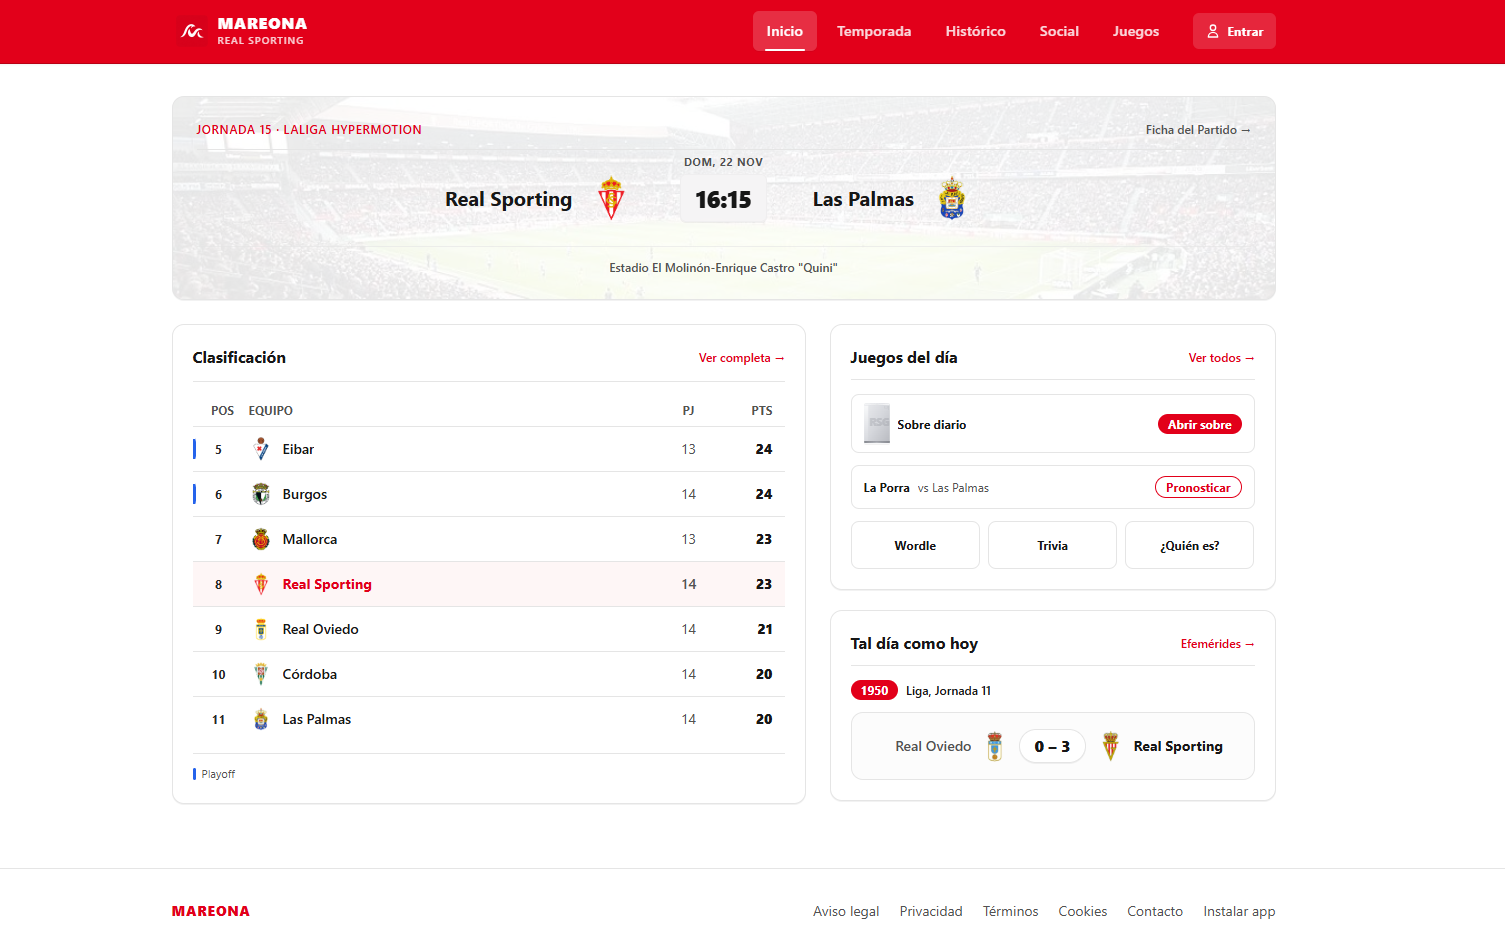 MAREONA
REAL SPORTING
Inicio
Temporada
Histórico
Social
Juegos
Entrar
JORNADA 15 · LALIGA HYPERMOTION
Ficha del Partido →
DOM, 22 NOV
Real Sporting
16:15
Las Palmas
Estadio El Molinón-Enrique Castro "Quini"
Clasificación
Ver completa →
POS EQUIPO PJ PTS
5 Eibar 13 24
6 Burgos 14 24
7 Mallorca 13 23
8 Real Sporting 14 23
9 Real Oviedo 14 21
10 Córdoba 14 20
11 Las Palmas 14 20
Playoff
Juegos del día
Ver todos →
RSG
Sobre diario
Abrir sobre
La Porra vs Las Palmas
Pronosticar
Wordle
Trivia
¿Quién es?
Tal día como hoy
Efemérides →
1950 Liga, Jornada 11
Real Oviedo 0 – 3 Real Sporting
MAREONA
Aviso legal
Privacidad
Términos
Cookies
Contacto
Instalar app